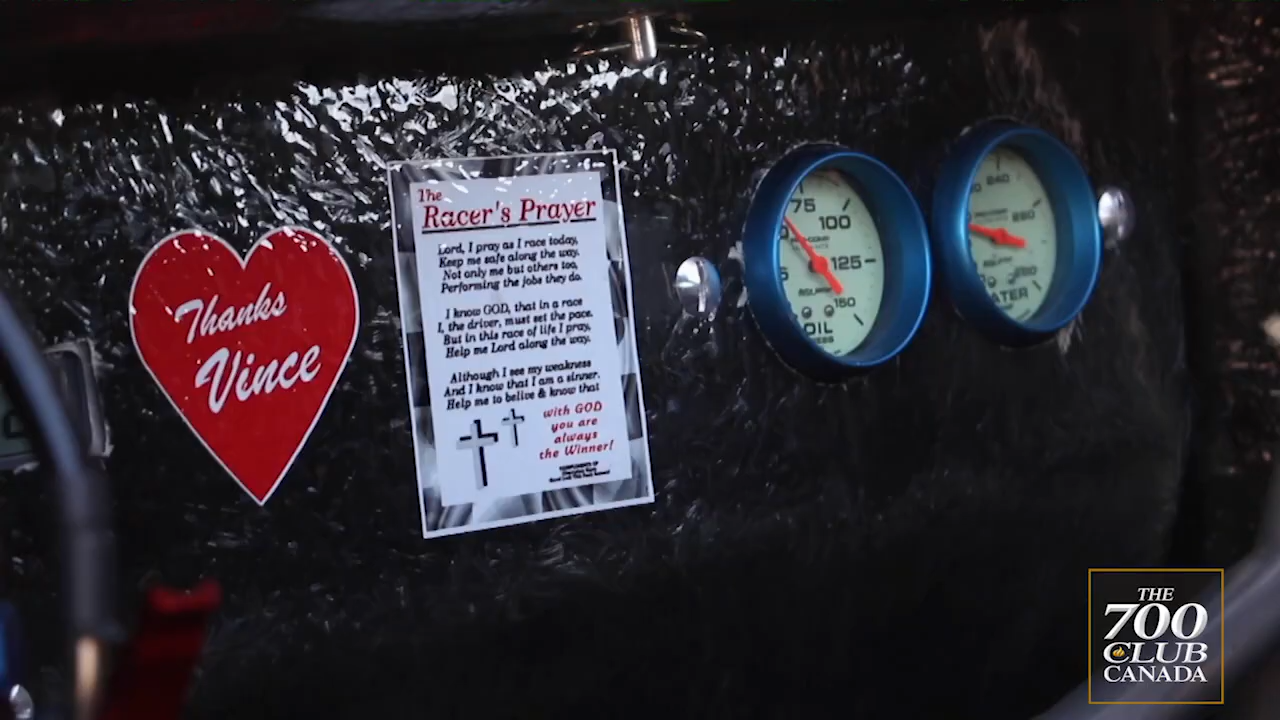 Thanks
Vince
The
Racer's Prayer
Lord, I pray as I race today,
Keep me safe along the way.
Not only me but others too,
Performing the jobs they do.
I know GOD, that in a race
I, the driver, must set the pace.
But in this race of life I pray,
Help me Lord along the way.
Although I see my weakness
And I know that I am a sinner.
Help me to belive & know that
with GOD
you are
always
the Winner!
COMPLIMENTS OF
75
100
125
150
OIL
240
THE
700
CLUB
CANADA